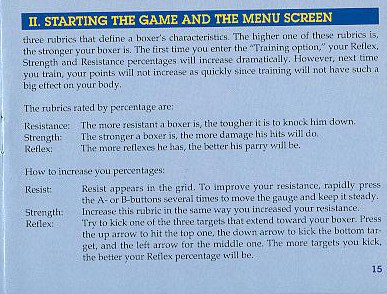 II. STARTING THE GAME AND THE MENU SCREEN
three rubrics that define a boxer's characteristics. The higher one of these rubrics is,
the stronger your boxer is. The first time you enter the "Training option," your Reflex,
Strength and Resistance percentages will increase dramatically. However, next time
you train, your points will not increase as quickly since training will not have such a
big effect on your body.
The rubrics rated by percentage are:
Resistance: The more resistant a boxer is, the tougher it is to knock him down.
Strength: The stronger a boxer is, the more damage his hits will do.
Reflex: The more reflexes he has, the better his parry will be.
How to increase you percentages:
Resist: Resist appears in the grid. To improve your resistance, rapidly press
the A- or B-buttons several times to move the gauge and keep it steady.
Strength: Increase this rubric in the same way you increased your resistance.
Reflex: Try to kick one of the three targets that extend toward your boxer. Press
the up arrow to hit the top one, the down arrow to kick the bottom tar-
get, and the left arrow for the middle one. The more targets you kick,
the better your Reflex percentage will be.
15